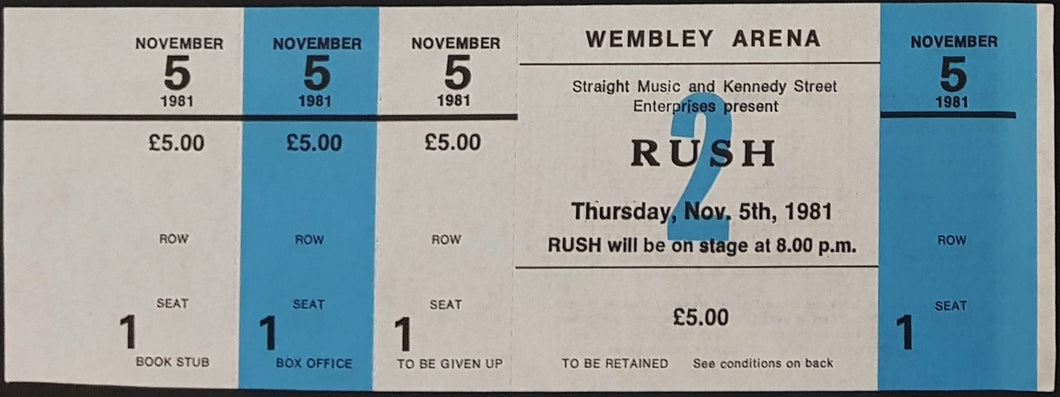 NOVEMBER
5
1981
£5.00
ROW
SEAT
1
BOOK STUB
NOVEMBER
5
1981
£5.00
ROW
SEAT
1
BOX OFFICE
NOVEMBER
5
1981
£5.00
ROW
SEAT
1
TO BE GIVEN UP
WEMBLEY ARENA
Straight Music and Kennedy Street
Enterprises present
2
RUSH
Thursday, Nov. 5th, 1981
RUSH will be on stage at 8.00 p.m.
£5.00
TO BE RETAINED See conditions on back
NOVEMBER
5
1981
ROW
SEAT
1